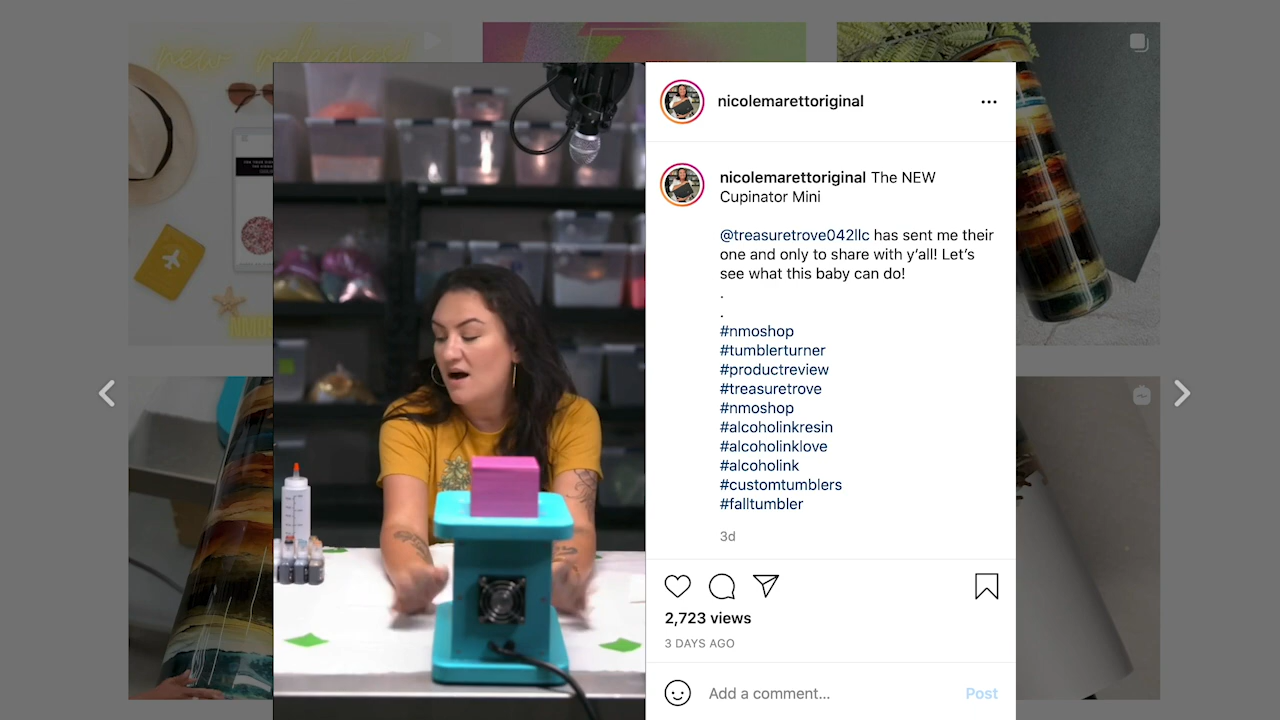 new releases!
nicolemarettoriginal
nicolemarettoriginal The NEW
Cupinator Mini
@treasuretrove042llc has sent me their
one and only to share with y'all! Let's
see what this baby can do!
.
.
#nmoshop
#tumblerturner
#productreview
#treasuretrove
#nmoshop
#alcoholinkresin
#alcoholinklove
#alcoholink
#customtumblers
#falltumbler
3d
2,723 views
3 DAYS AGO
Add a comment...
Post